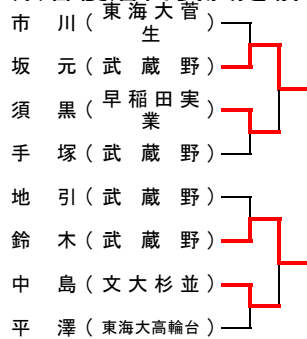 市川（東海大菅生）
坂元（武蔵野）
須黒（早稲田実業）
手塚（武蔵野）
地引（武蔵野）
鈴木（武蔵野）
中島（文大杉並）
平澤（東海大高輪台）